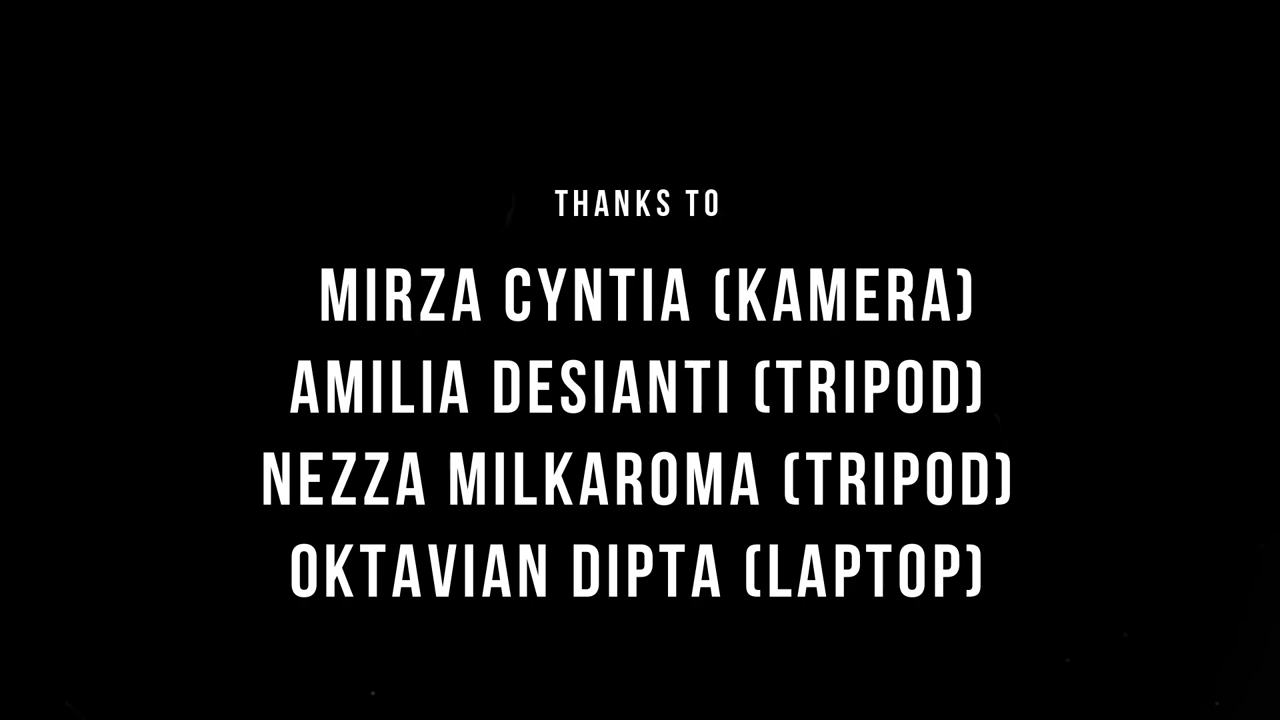 THANKS TO
MIRZA CYNTIA (KAMERA)
AMILIA DESIANTI (TRIPOD)
NEZZA MILKAROMA (TRIPOD)
OKTAVIAN DIPTA (LAPTOP)